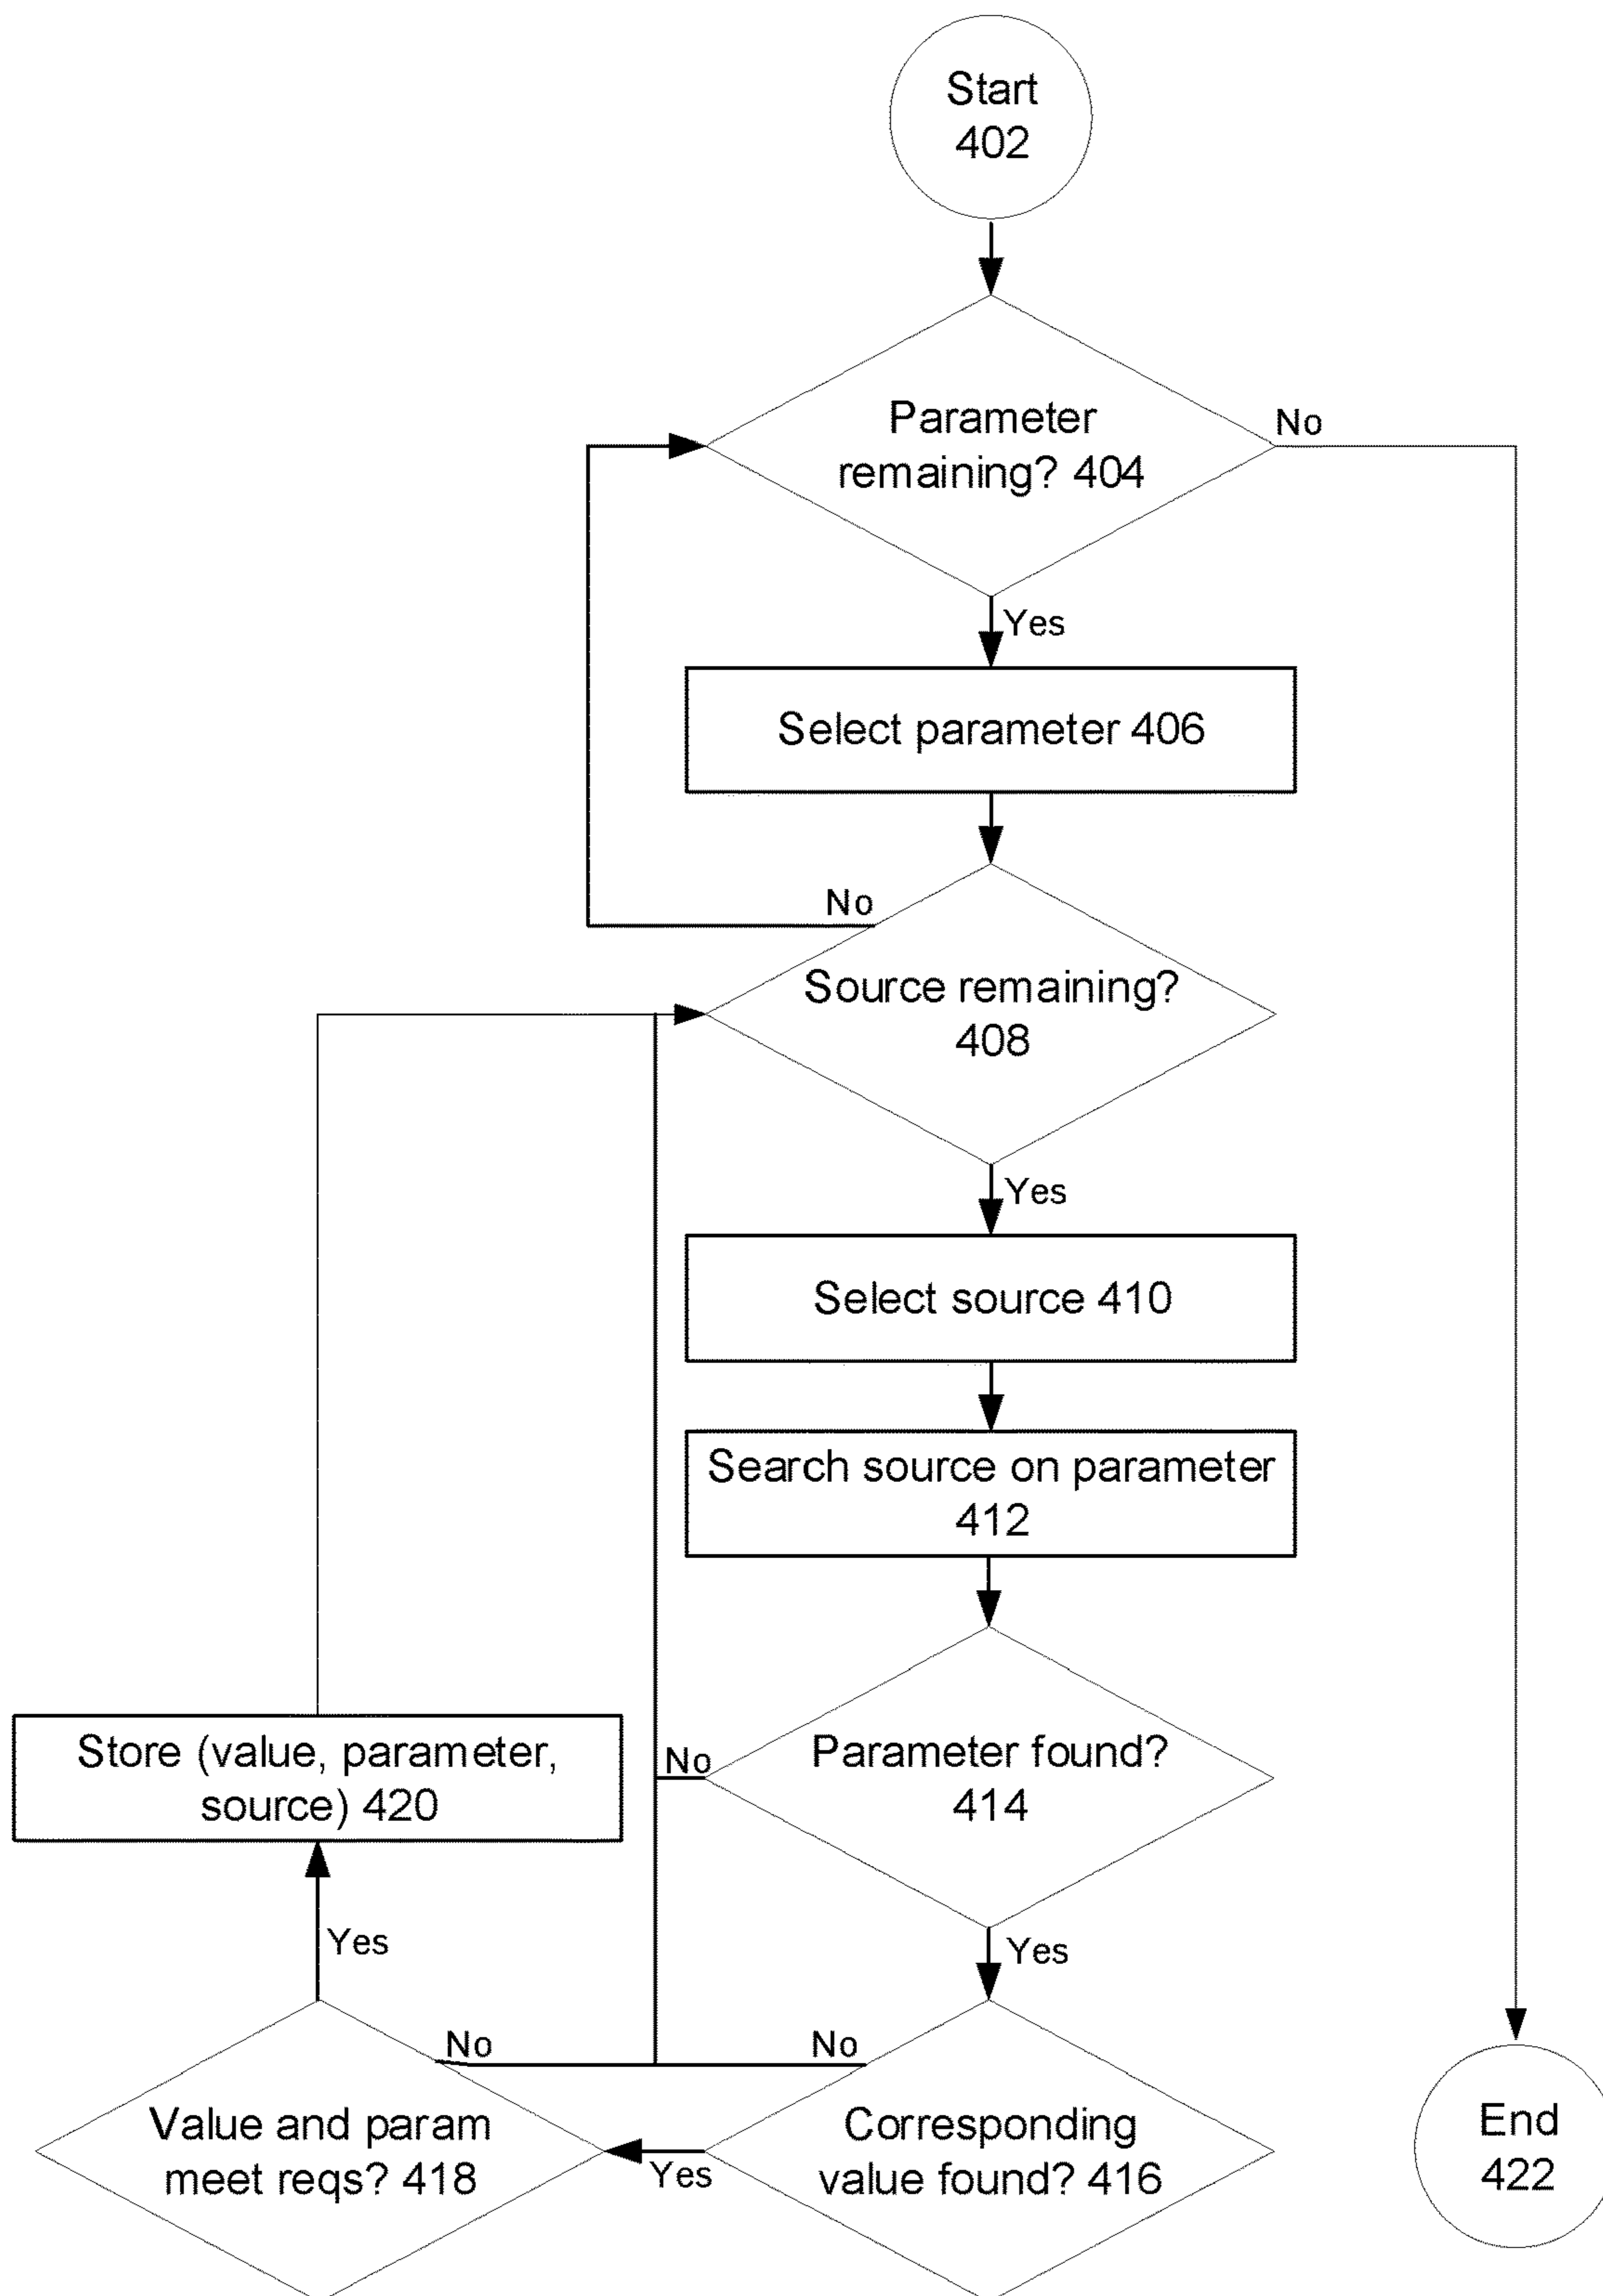 Start
402
Parameter
remaining? 404
No
Yes
Select parameter 406
No
Source remaining?
408
Yes
Select source 410
Search source on parameter
412
Parameter found?
414
No
Store (value, parameter,
source) 420
Yes
Yes
No
No
Value and param
meet reqs? 418
Yes
Corresponding
value found? 416
End
422